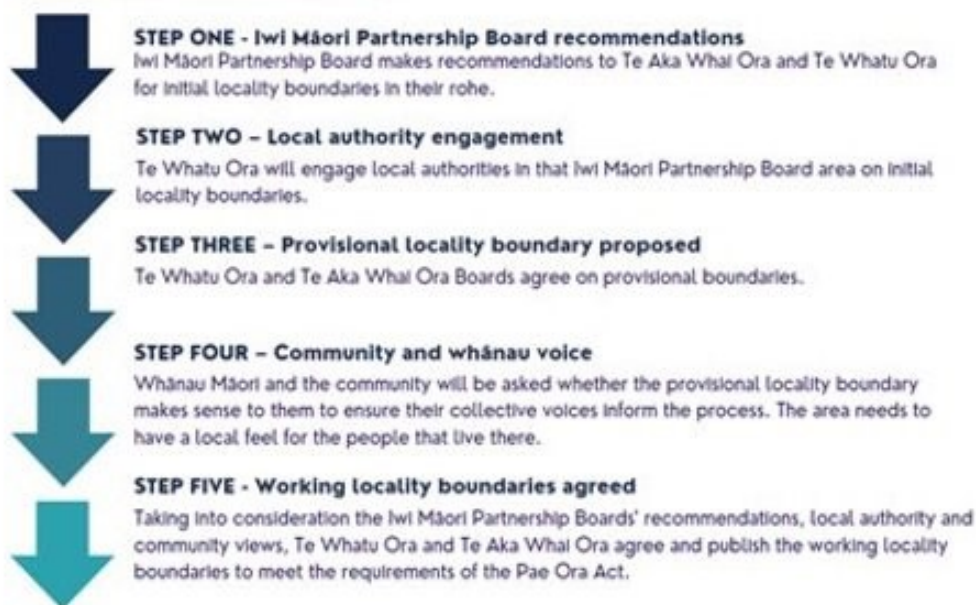 STEP ONE - Iwi Māori Partnership Board recommendations
Iwi Māori Partnership Board makes recommendations to Te Aka Whai Ora and Te Whatu Ora
for initial locality boundaries in their rohe.
STEP TWO – Local authority engagement
Te Whatu Ora will engage local authorities in that Iwi Māori Partnership Board area on initial
locality boundaries.
STEP THREE – Provisional locality boundary proposed
Te Whatu Ora and Te Aka Whai Ora Boards agree on provisional boundaries.
STEP FOUR – Community and whānau voice
Whānau Māori and the community will be asked whether the provisional locality boundary
makes sense to them to ensure their collective voices inform the process. The area needs to
have a local feel for the people that live there.
STEP FIVE - Working locality boundaries agreed
Taking into consideration the Iwi Māori Partnership Boards' recommendations, local authority and
community views, Te Whatu Ora and Te Aka Whai Ora agree and publish the working locality
boundaries to meet the requirements of the Pae Ora Act.